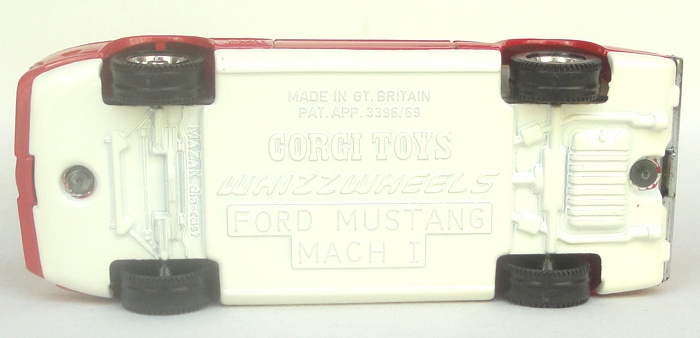 MADE IN GT. BRITAIN
PAT. APP. 3396/69
CORGI TOYS
WHIZZWHEELS
FORD MUSTANG
MACH I